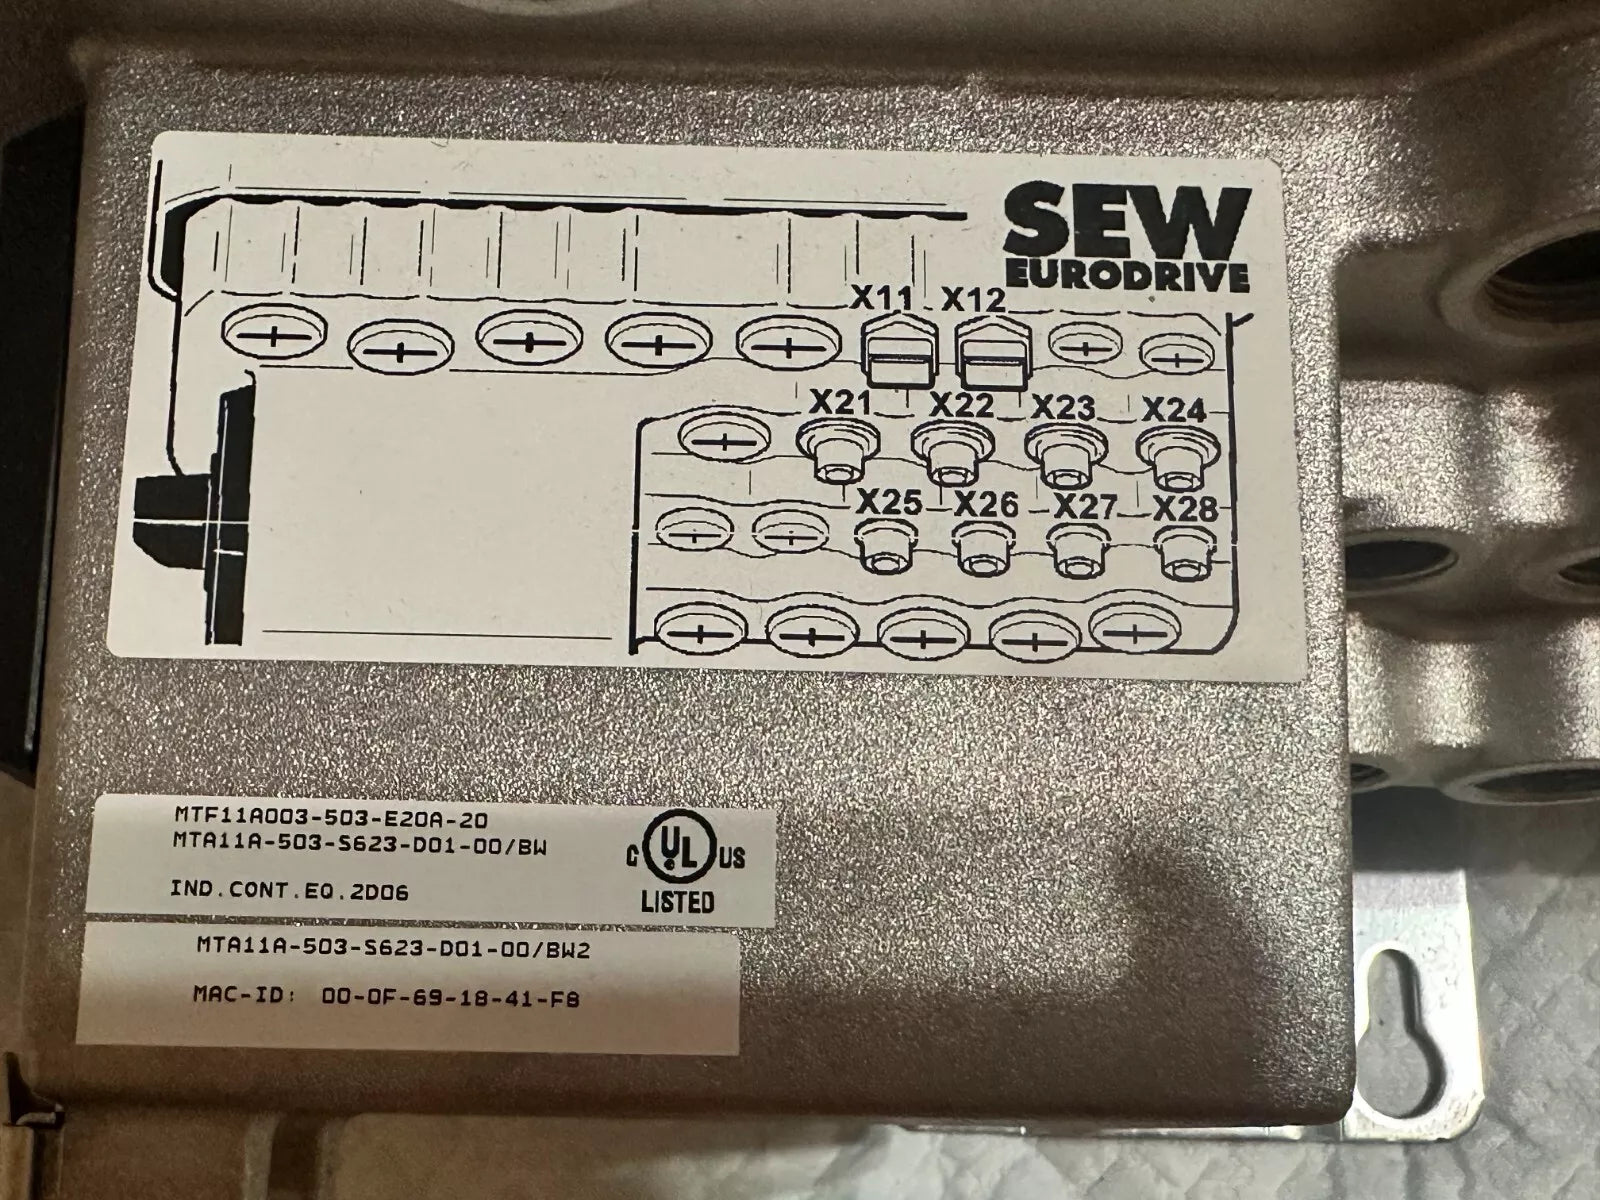 SEW
EURODRIVE
X11 X12
X21 X22 X23 X24
X25 X26 X27 X28
MTF11A003-503-E20A-20
MTA11A-503-S623-D01-00/BW
IND.CONT.EQ.2D06
C UL US
LISTED
MTA11A-503-S623-D01-00/BW2
MAC-ID: 00-0F-69-18-41-F8